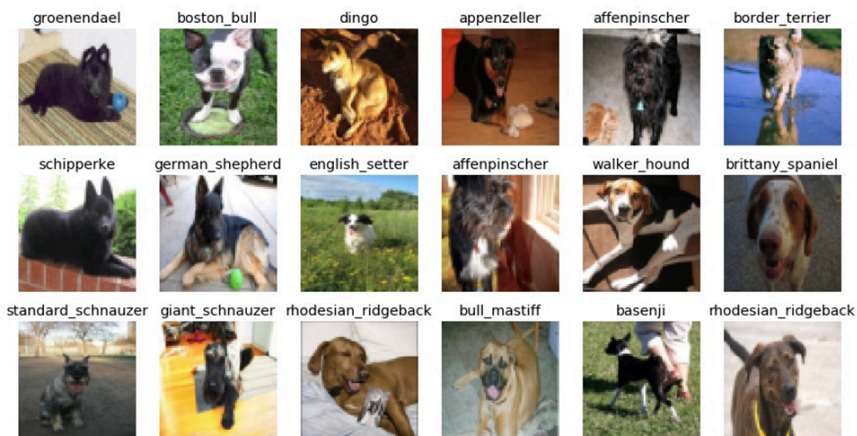 groenendael boston_bull dingo appenzeller affenpinscher border_terrier
schipperke german_shepherd english_setter affenpinscher walker_hound brittany_spaniel
standard_schnauzer giant_schnauzer rhodesian_ridgeback bull_mastiff basenji rhodesian_ridgeback